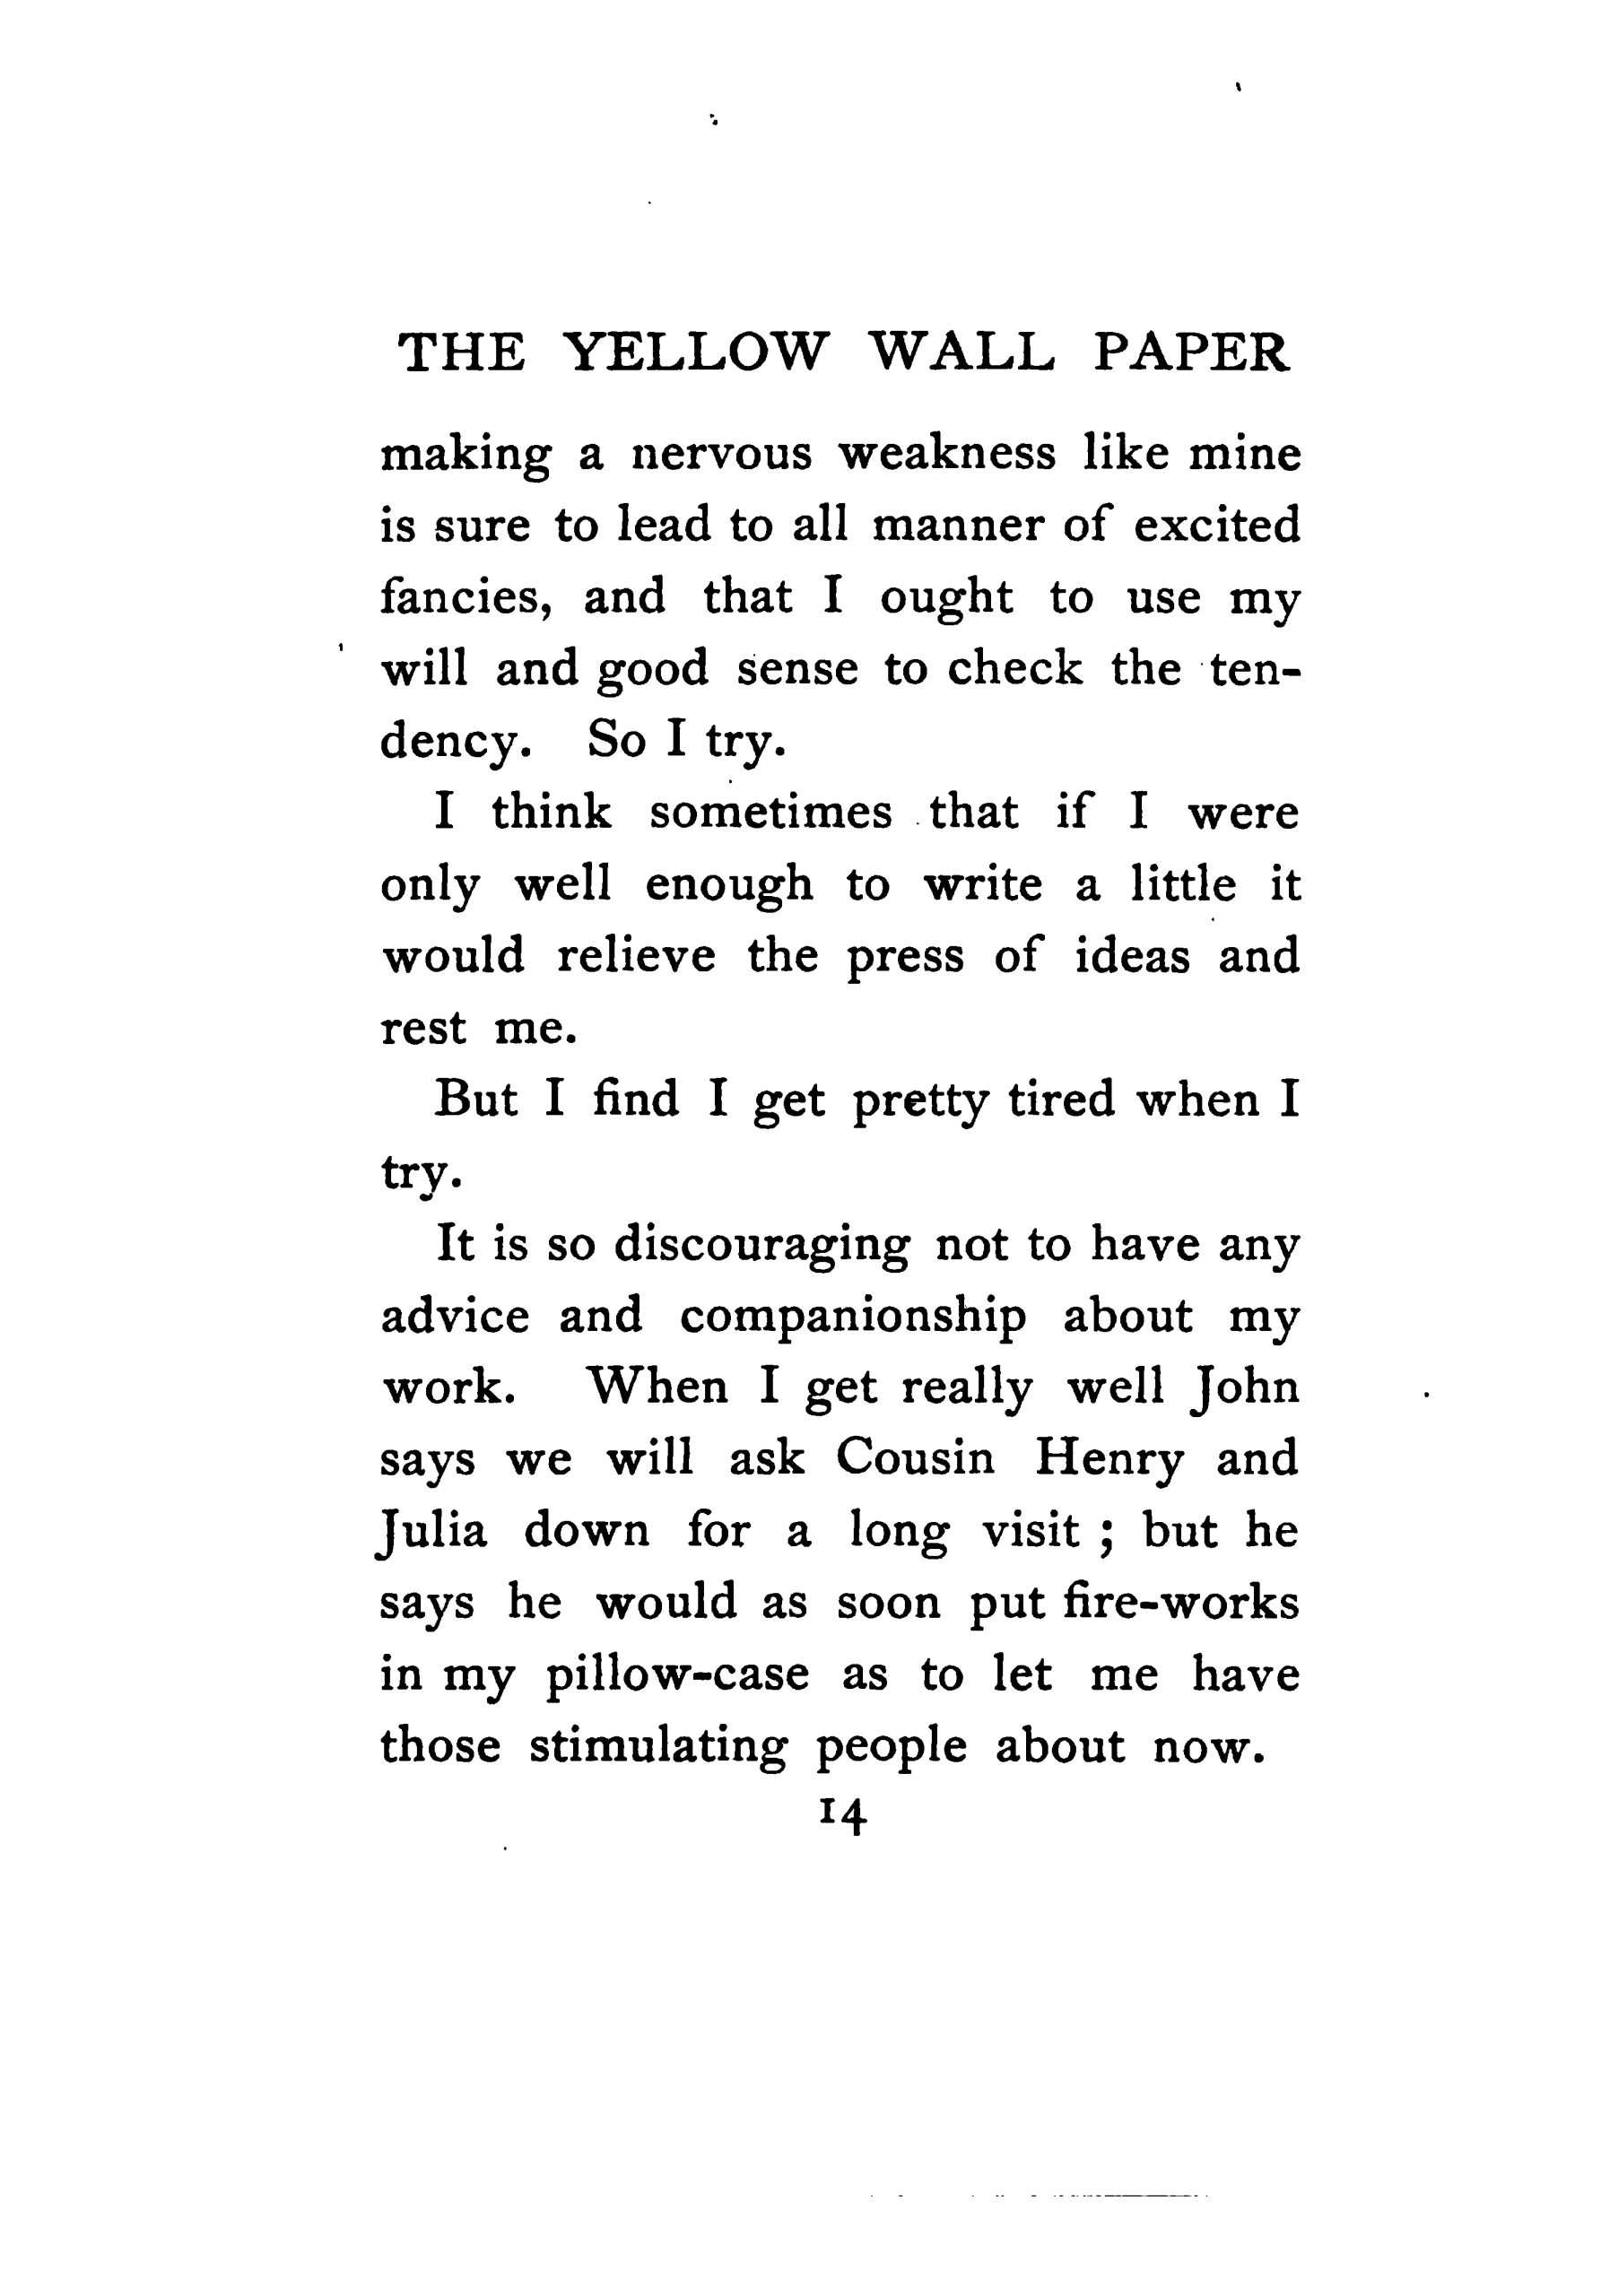 THE YELLOW WALL PAPER
making a nervous weakness like mine
is sure to lead to all manner of excited
fancies, and that I ought to use my
will and good sense to check the ten-
dency. So I try.
I think sometimes that if I were
only well enough to write a little it
would relieve the press of ideas and
rest me.
But I find I get pretty tired when I
try.
It is so discouraging not to have any
advice and companionship about my
work. When I get really well John
says we will ask Cousin Henry and
Julia down for a long visit ; but he
says he would as soon put fire-works
in my pillow-case as to let me have
those stimulating people about now.
14